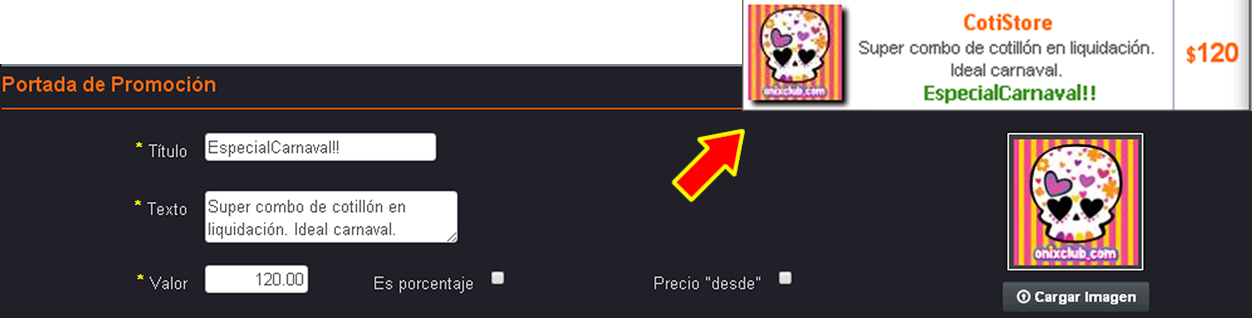 CotiStore
Super combo de cotillón en liquidación.
Ideal carnaval.
EspecialCarnaval!!
$120
onixclub.com
Portada de Promoción
* Título
EspecialCarnaval!!
* Texto
Super combo de cotillón en
liquidación. Ideal carnaval.
* Valor
120.00
Es porcentaje
Precio "desde"
onixclub.com
Cargar Imagen